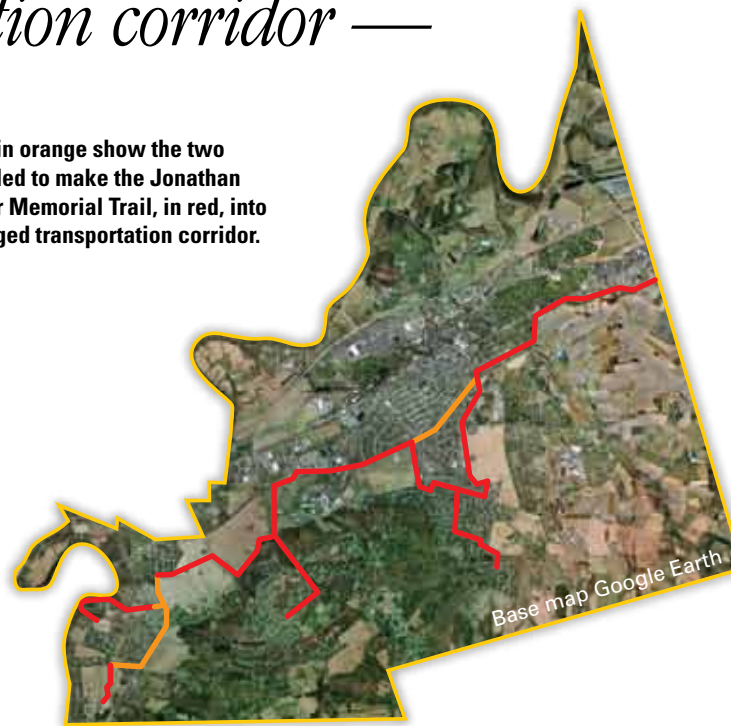 tion corridor —
in orange show the two
led to make the Jonathan
r Memorial Trail, in red, into
ged transportation corridor.
Base map Google Earth